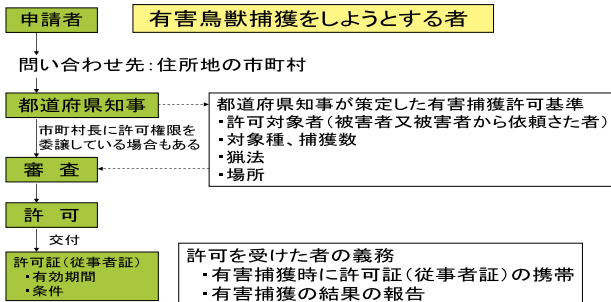 申請者
有害鳥獣捕獲をしようとする者
問い合わせ先:住所地の市町村
都道府県知事
市町村長に許可権限を
委譲している場合もある
都道府県知事が策定した有害捕獲許可基準
・許可対象者(被害者又被害者から依頼さた者)
・対象種、捕獲数
・猟法
・場所
審査
許可
交付
許可証(従事者証)
・有効期間
・条件
許可を受けた者の義務
・有害捕獲時に許可証(従事者証)の携帯
・有害捕獲の結果の報告